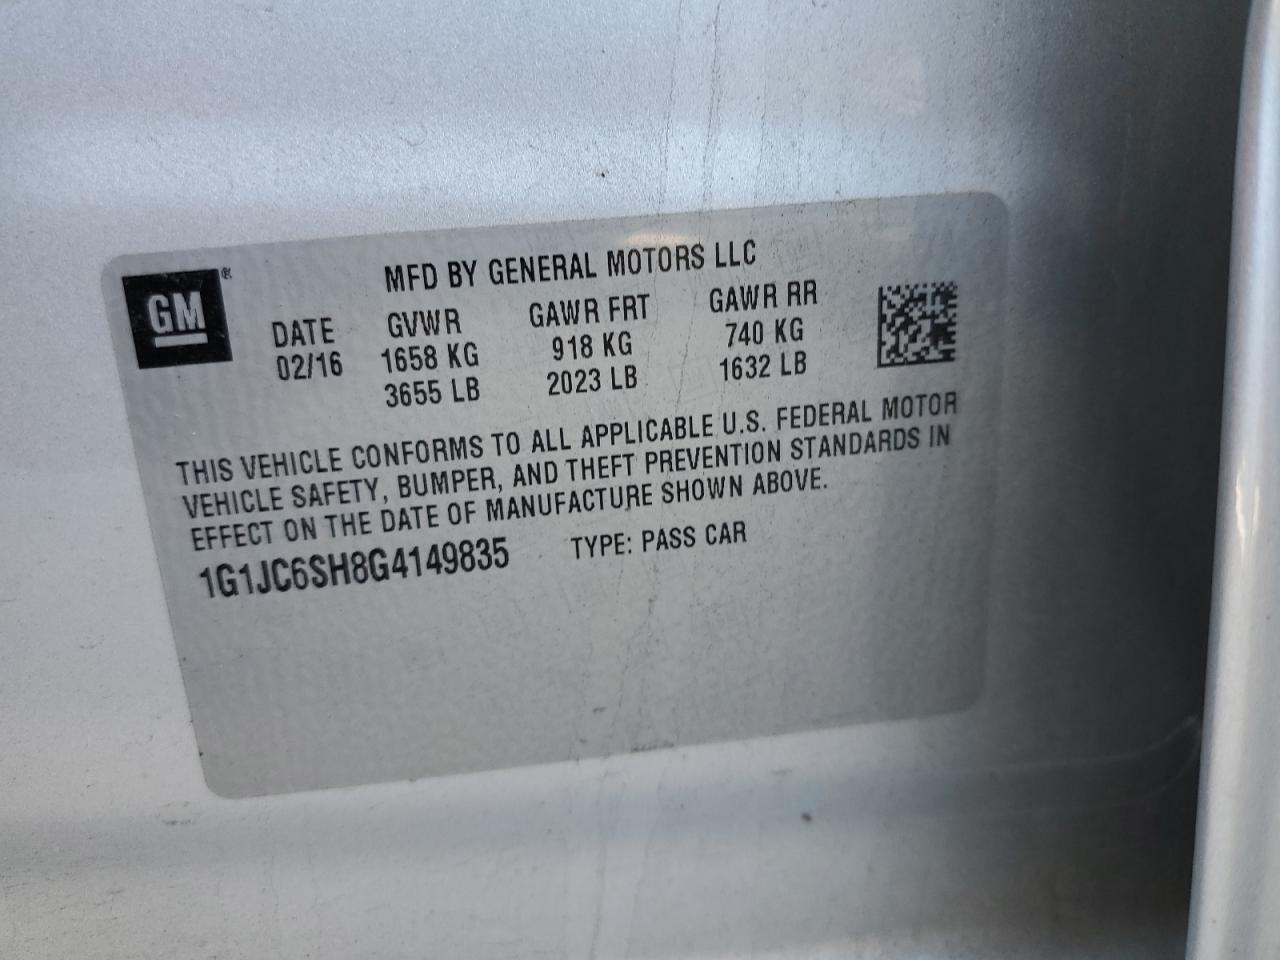 GM®
MFD BY GENERAL MOTORS LLC
DATE GVWR GAWR FRT GAWR RR
02/16 1658 KG 918 KG 740 KG
3655 LB 2023 LB 1632 LB
THIS VEHICLE CONFORMS TO ALL APPLICABLE U.S. FEDERAL MOTOR
VEHICLE SAFETY, BUMPER, AND THEFT PREVENTION STANDARDS IN
EFFECT ON THE DATE OF MANUFACTURE SHOWN ABOVE.
1G1JC6SH8G4149835 TYPE: PASS CAR